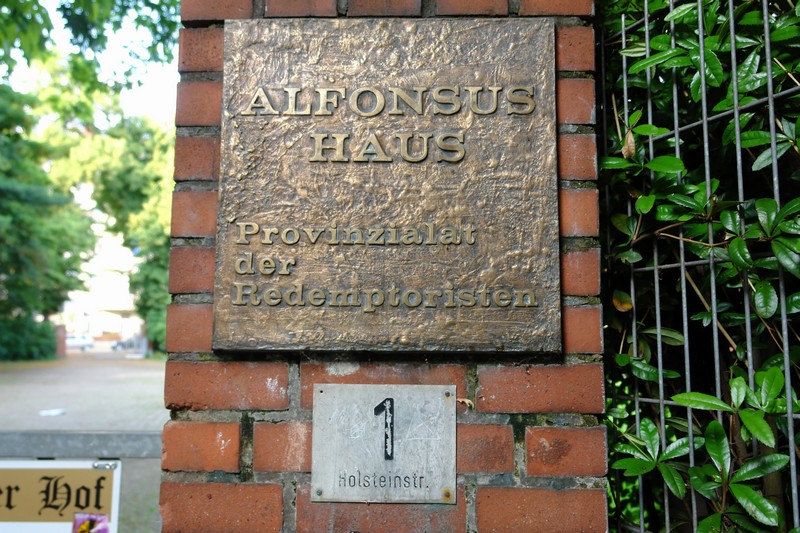 ALFONSUS
HAUS
Provinzialat
der
Redemptoristen
1
Holsteinstr.
er Hof